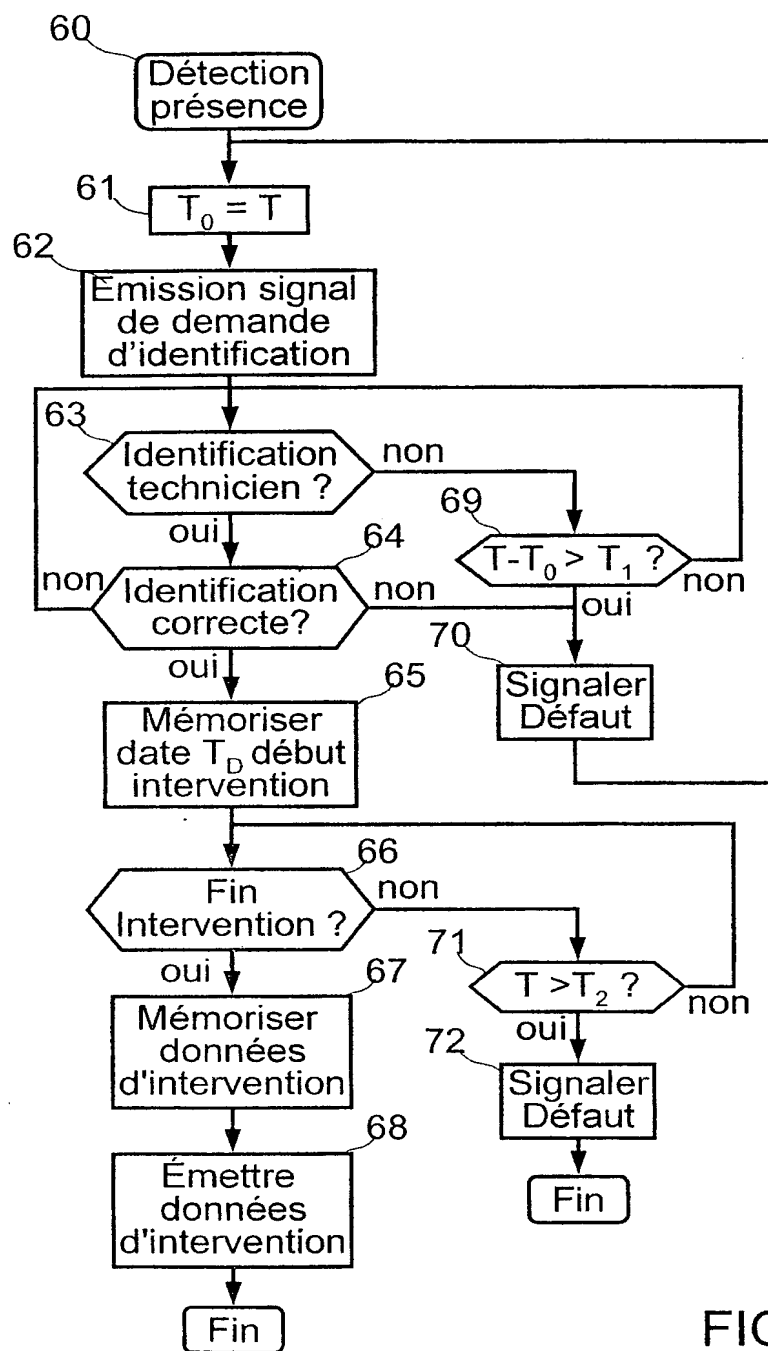 60
Détection
présence
61
T₀ = T
62
Emission signal
de demande
d'identification
63
Identification
technicien ?
non
oui
69
T-T₀ > T₁ ?
non
oui
64
non
Identification
correcte?
non
oui
70
Signaler
Défaut
65
Mémoriser
date T_D début
intervention
66
Fin
Intervention ?
non
oui
71
T >T₂ ?
non
oui
67
Mémoriser
données
d'intervention
72
Signaler
Défaut
Fin
68
Émettre
données
d'intervention
Fin